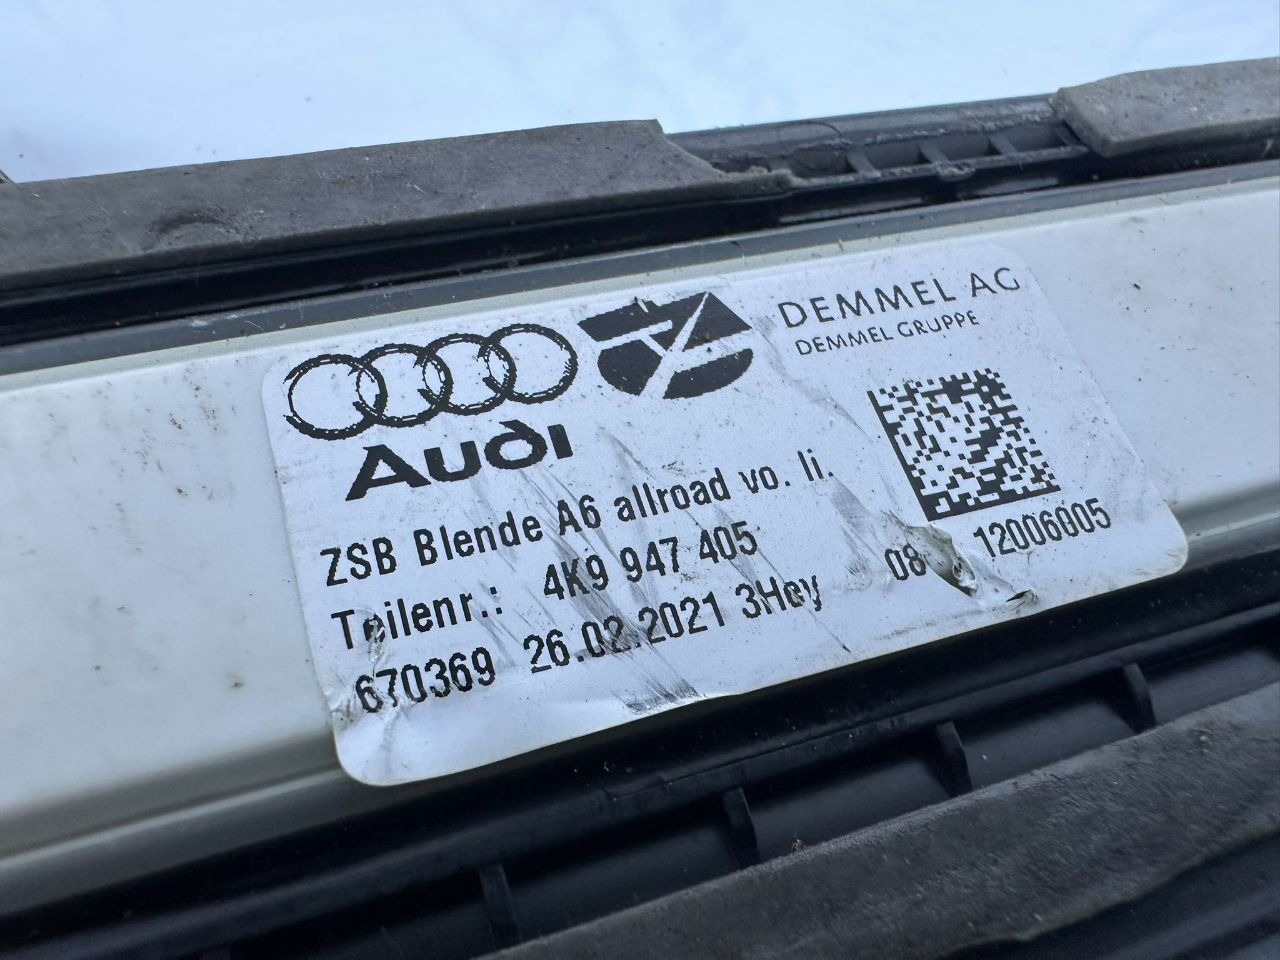 DEMMEL AG
DEMMEL GRUPPE
Audi
ZSB Blende A6 allroad vo. li.
Teilenr.: 4K9 947 405
08 12006005
670369 26.02.2021 3Hoy